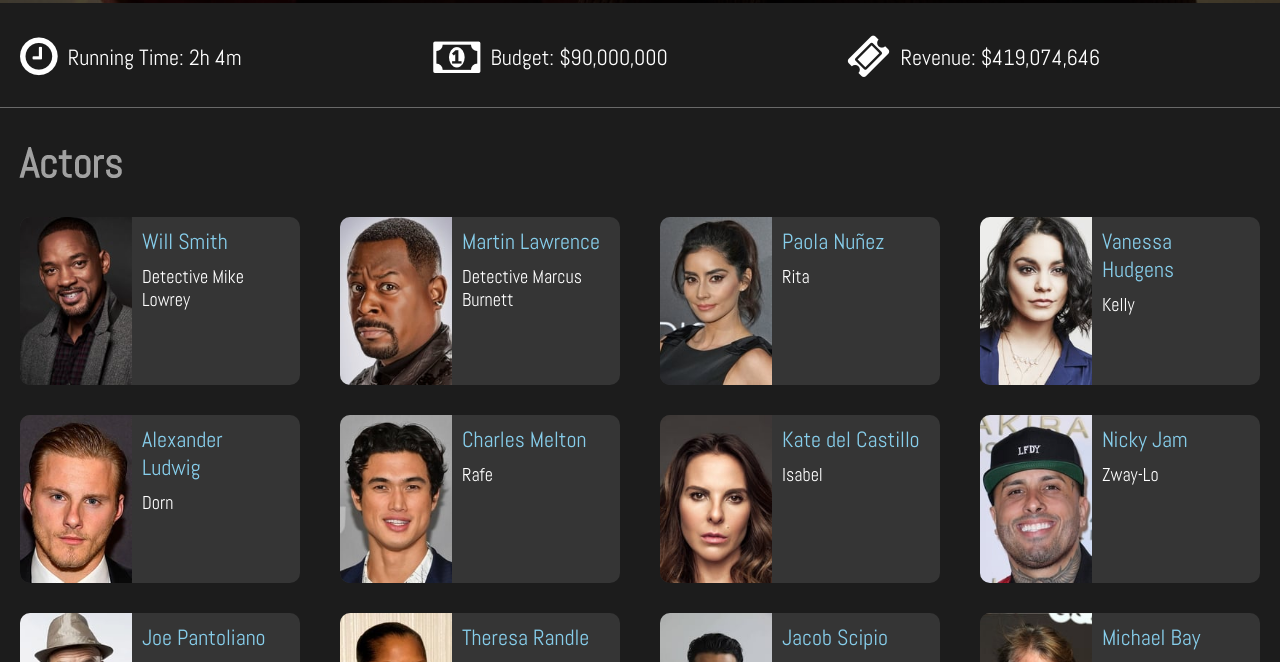 Running Time: 2h 4m
Budget: $90,000,000
Revenue: $419,074,646
Actors
Will Smith
Detective Mike
Lowrey
Martin Lawrence
Detective Marcus
Burnett
Paola Nuñez
Rita
Vanessa
Hudgens
Kelly
Alexander
Ludwig
Dorn
Charles Melton
Rafe
Kate del Castillo
Isabel
AKIRA
LFDY
Nicky Jam
Zway-Lo
Joe Pantoliano
Theresa Randle
Jacob Scipio
Michael Bay